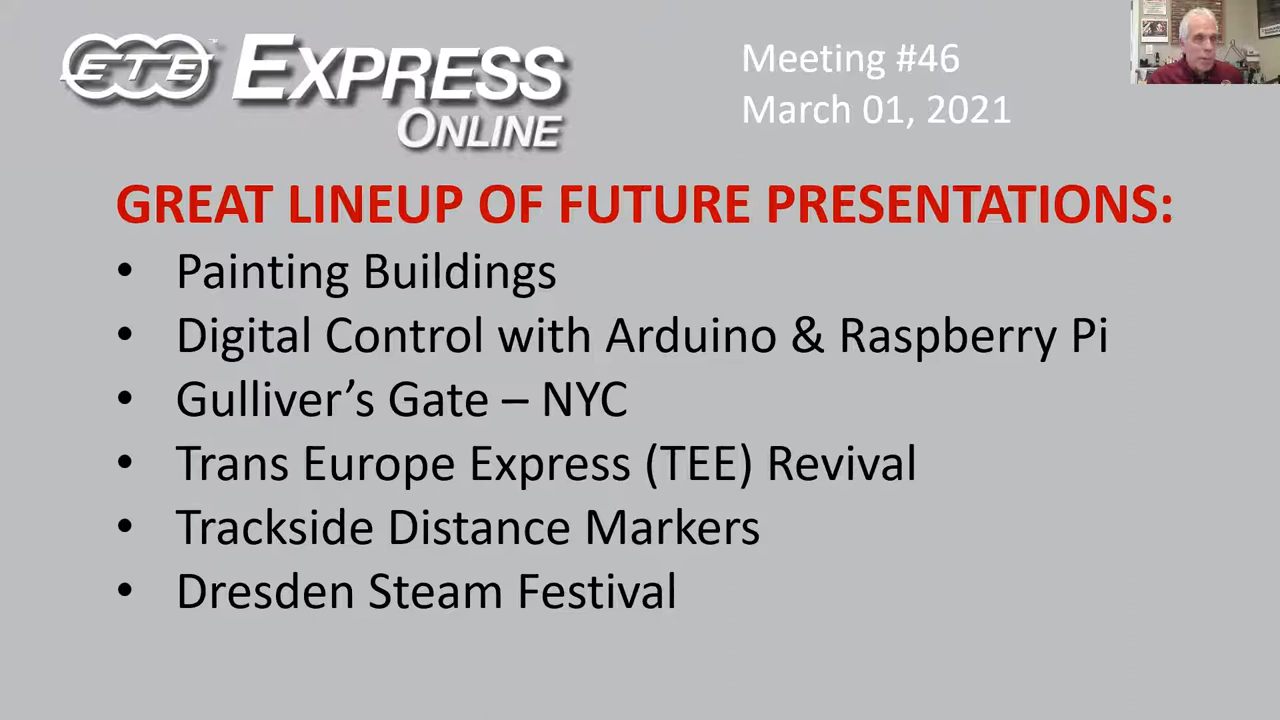 ETE EXPRESS
ONLINE
Meeting #46
March 01, 2021
GREAT LINEUP OF FUTURE PRESENTATIONS:
• Painting Buildings
• Digital Control with Arduino & Raspberry Pi
• Gulliver’s Gate – NYC
• Trans Europe Express (TEE) Revival
• Trackside Distance Markers
• Dresden Steam Festival